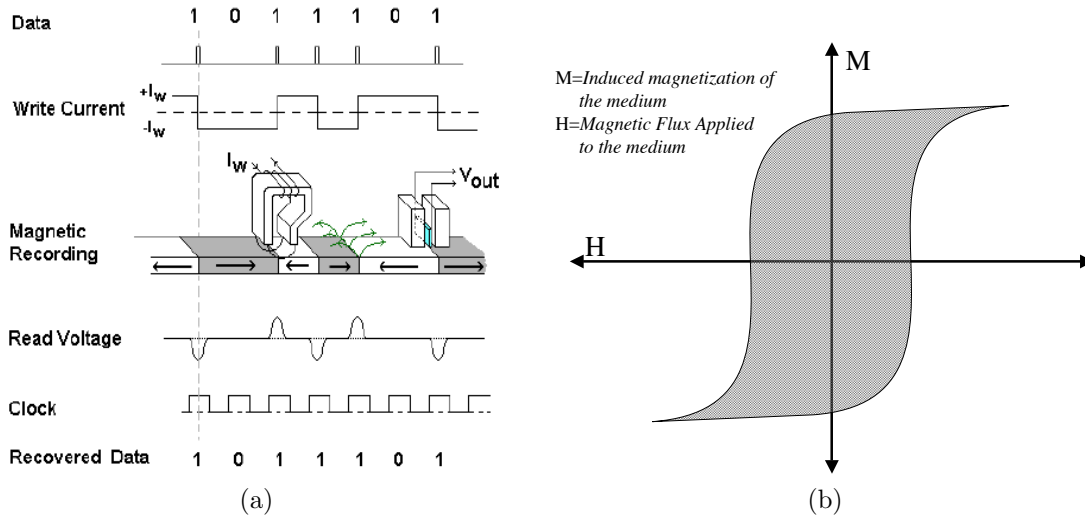 Data 1 0 1 1 1 0 1
Write Current
+Iw
-Iw
Iw
Vout
Magnetic
Recording
Read Voltage
Clock
Recovered Data 1 0 1 1 1 0 1
(a)
M
M=Induced magnetization of
the medium
H=Magnetic Flux Applied
to the medium
H
(b)